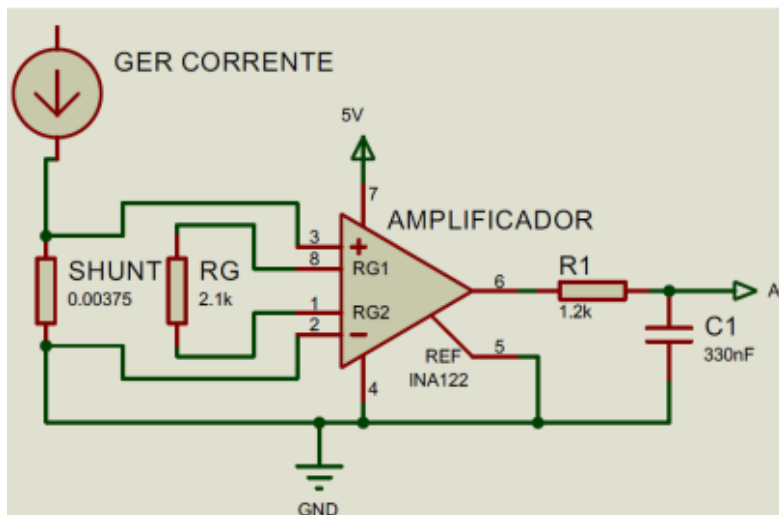 GER CORRENTE
5V
7
AMPLIFICADOR
3
+
8
RG1
SHUNT
0.00375
RG
2.1k
1
RG2
2
-
6
R1
1.2k
A
C1
330nF
REF
5
INA122
4
GND